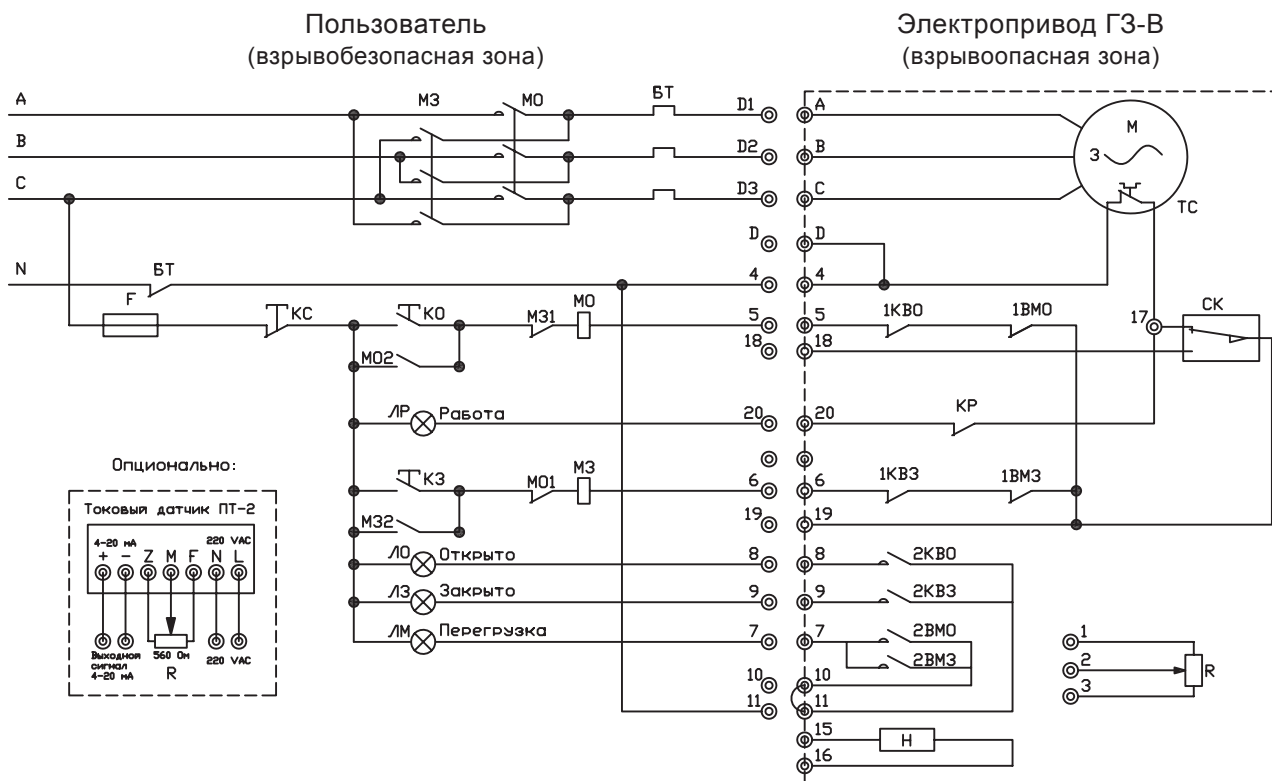 Пользователь
(взрывобезопасная зона)
Электропривод ГЗ-В
(взрывоопасная зона)
A
МЗ
МО
БТ
D1
A
М
3
B
D2
B
C
D3
C
ТС
D
D
N
БТ
4
4
F
КС
КО
МЗ1
МО
5
5
1КВО
1ВМО
17
СК
МО2
18
18
ЛР
Работа
20
20
КР
Опционально:
КЗ
МО1
МЗ
6
6
1КВЗ
1ВМЗ
МЗ2
19
19
Токовый датчик ПТ-2
4-20 мА
220 VAC
+ - Z M F N L
ЛО
Открыто
8
8
2КВО
ЛЗ
Закрыто
9
9
2КВЗ
ЛМ
Перегрузка
7
7
2ВМО
2ВМЗ
1
2
3
R
Выходной
сигнал
4-20 мА
560 Ом
R
220 VAC
10
10
11
11
15
Н
16